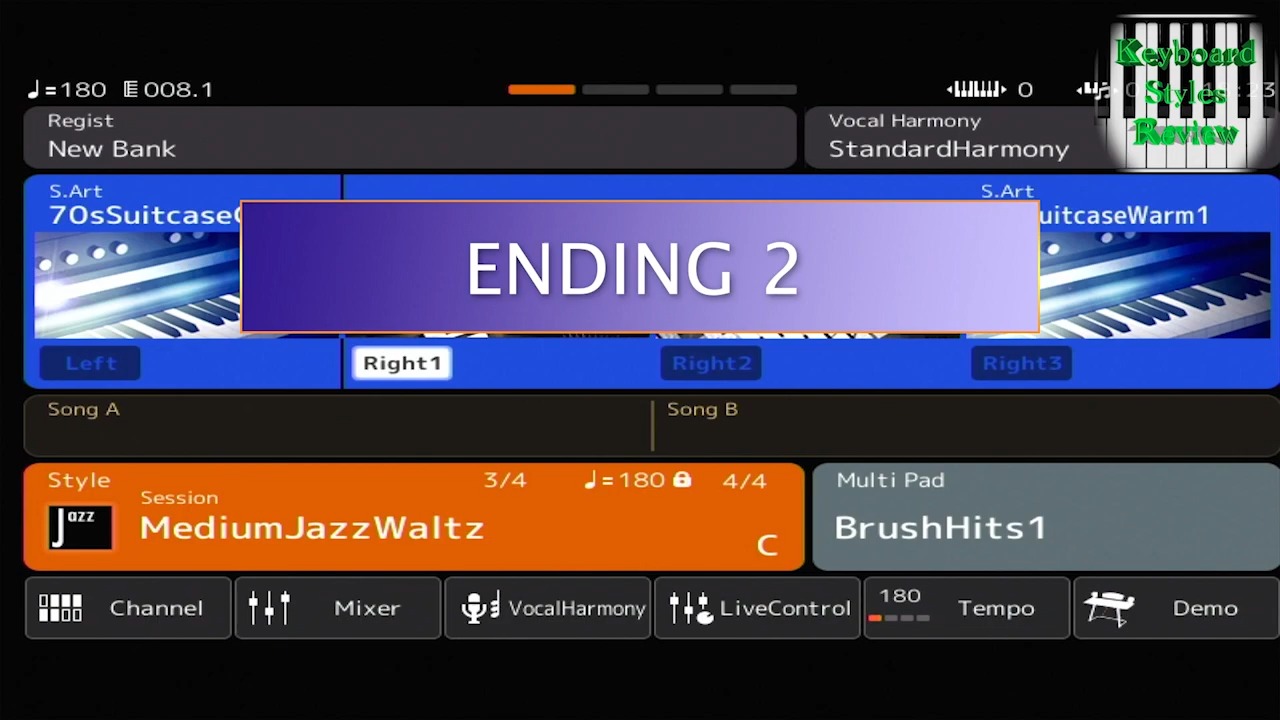 ♩=180 008.1
0
23
Keyboard
Styles
Review
Regist
New Bank
Vocal Harmony
StandardHarmony
S.Art
70sSuitcase
S.Art
uitcaseWarm1
ENDING 2
Left
Right1
Right2
Right3
Song A
Song B
Style
3/4 ♩=180 4/4
Jazz
Session
MediumJazzWaltz
C
Multi Pad
BrushHits1
Channel
Mixer
VocalHarmony
LiveControl
180
Tempo
Demo